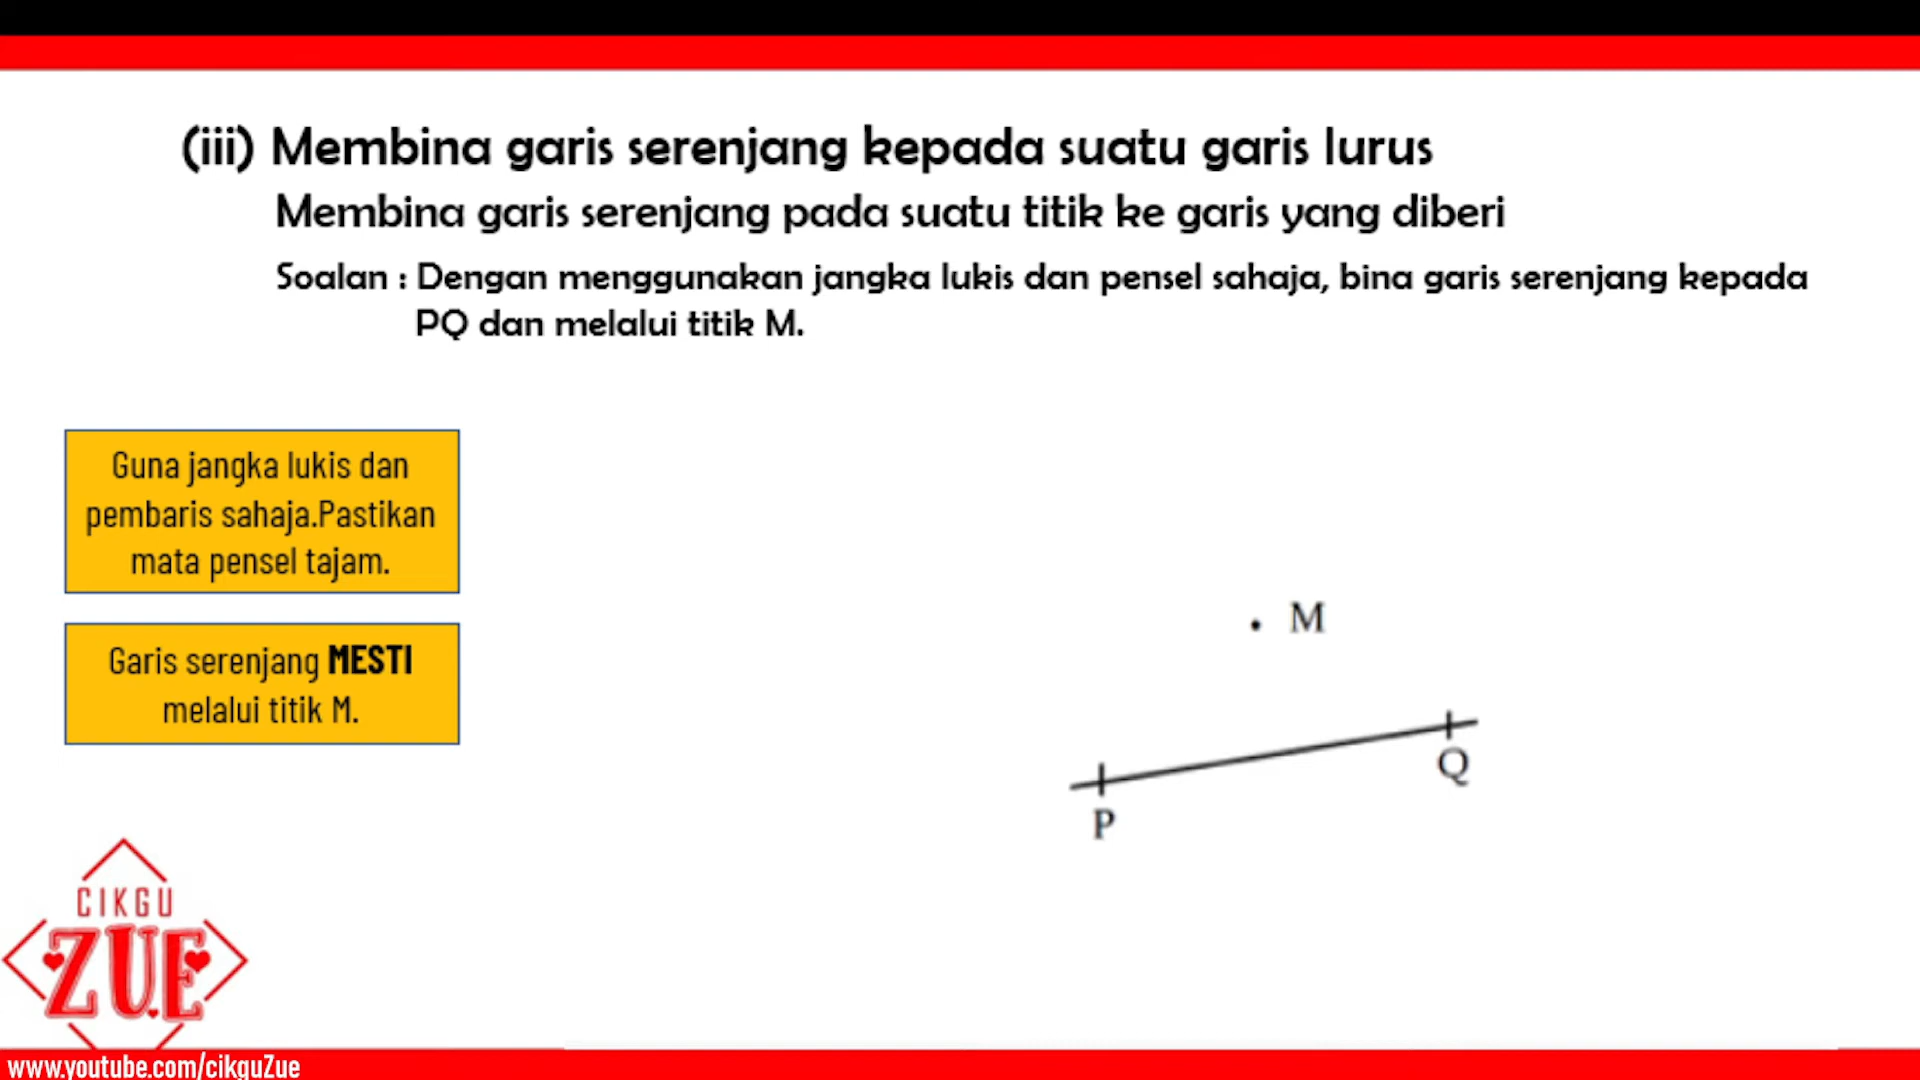 (iii) Membina garis serenjang kepada suatu garis lurus
Membina garis serenjang pada suatu titik ke garis yang diberi
Soalan : Dengan menggunakan jangka lukis dan pensel sahaja, bina garis serenjang kepada
PQ dan melalui titik M.
Guna jangka lukis dan
pembaris sahaja.Pastikan
mata pensel tajam.
Garis serenjang MESTI
melalui titik M.
M
Q
P
CIKGU
ZUE
www.youtube.com/cikguZue